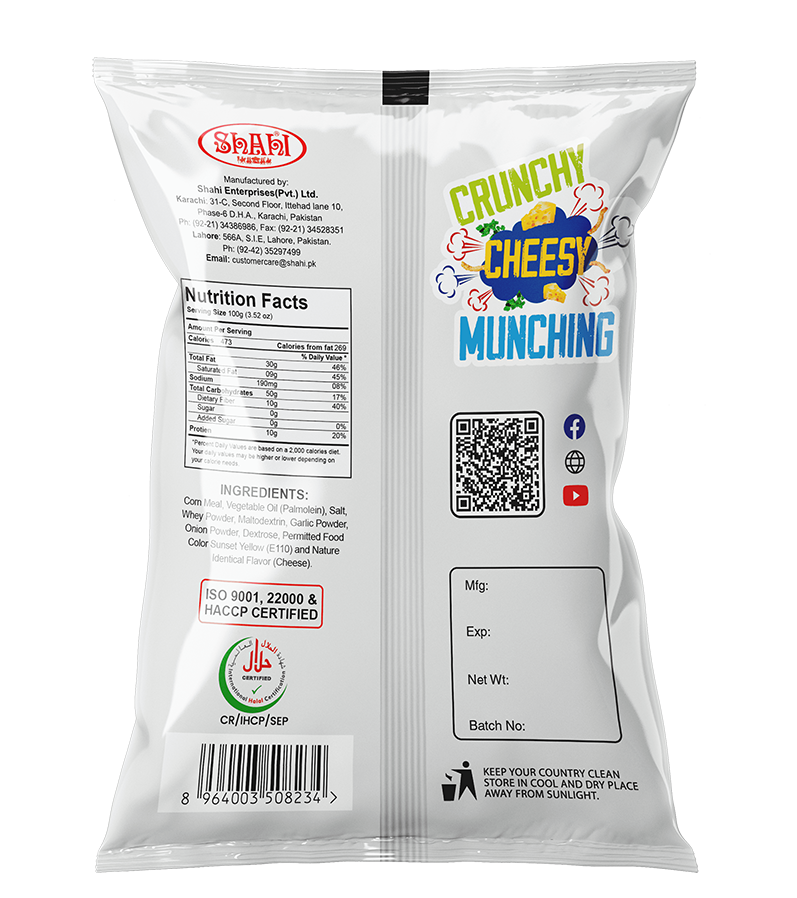 SHAHI
Manufactured by:
Shahi Enterprises(Pvt.) Ltd.
Karachi: 31-C, Second Floor, Ittehad lane 10,
Phase-6 D.H.A., Karachi, Pakistan
Ph: (92-21) 34386986, Fax: (92-21) 34528351
Lahore: 566A, S.I.E, Lahore, Pakistan.
Ph: (92-42) 35297499
Email: customercare@shahi.pk
Nutrition Facts
Serving Size 100g (3.52 oz)
Amount Per Serving
Calories 473 Calories from fat 269
% Daily Value *
Total Fat 30g 46%
Saturated Fat 09g 45%
Sodium 190mg 08%
Total Carbohydrates 50g 17%
Dietary Fiber 10g 40%
Sugar 0g
Added Sugar 0g 0%
Protien 10g 20%
*Percent Daily Values are based on a 2,000 calories diet.
Your daily values may be higher or lower depending on
your calorie needs.
INGREDIENTS:
Corn Meal, Vegetable Oil (Palmolein), Salt,
Whey Powder, Maltodextrin, Garlic Powder,
Onion Powder, Dextrose, Permitted Food
Color Sunset Yellow (E110) and Nature
Identical Flavor (Cheese).
ISO 9001, 22000 &
HACCP CERTIFIED
حلال
CERTIFIED
International Halal Certification
CR/IHCP/SEP
8 964003 508234 >
CRUNCHY
CHEESY
MUNCHING
Mfg:
Exp:
Net Wt:
Batch No:
KEEP YOUR COUNTRY CLEAN
STORE IN COOL AND DRY PLACE
AWAY FROM SUNLIGHT.